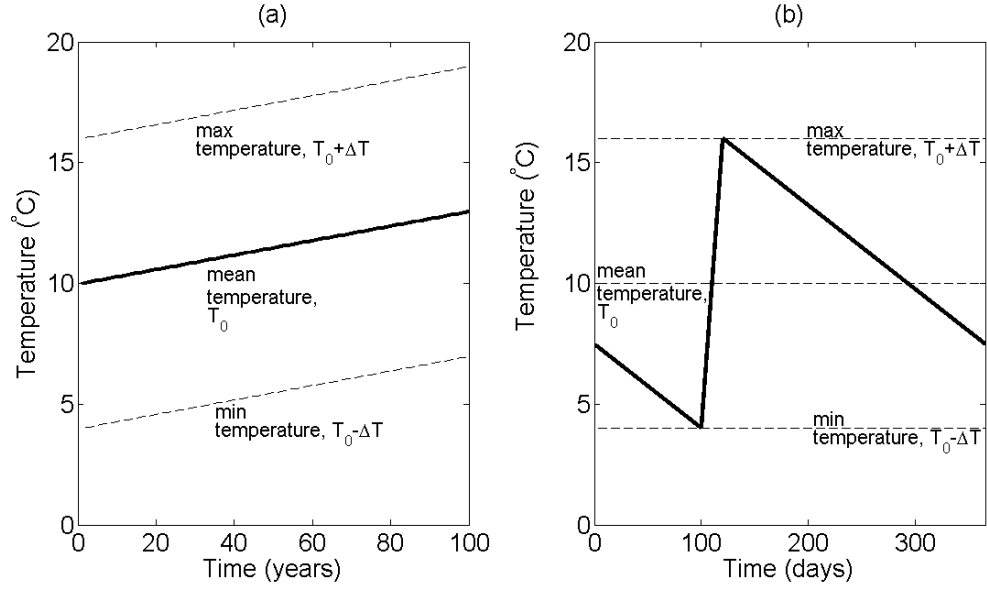 (a)
20
15
10
5
0
Temperature (°C)
max
temperature, T₀+ΔT
mean
temperature,
T₀
min
temperature, T₀-ΔT
0 20 40 60 80 100
Time (years)
(b)
20
15
10
5
0
Temperature (°C)
max
temperature, T₀+ΔT
mean
temperature,
T₀
min
temperature, T₀-ΔT
0 100 200 300
Time (days)